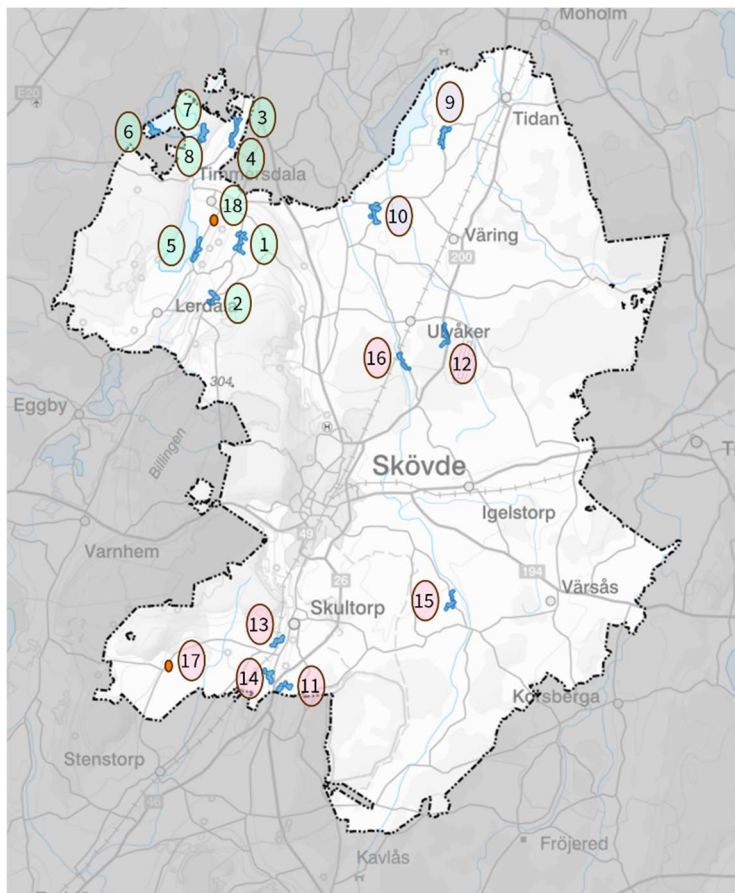 Moholm
E20
9
7
3
Tidan
6
8
4
Timmersdala
18
10
5
1
Väring
200
2
Lerdala
Ulvåker
16
12
304
Eggby
Billingen
H
Skövde
Igelstorp
49
Varnhem
26
194
Värsås
15
Skultorp
13
17
14
11
Korsberga
Stenstorp
46
Fröjered
Kavlås